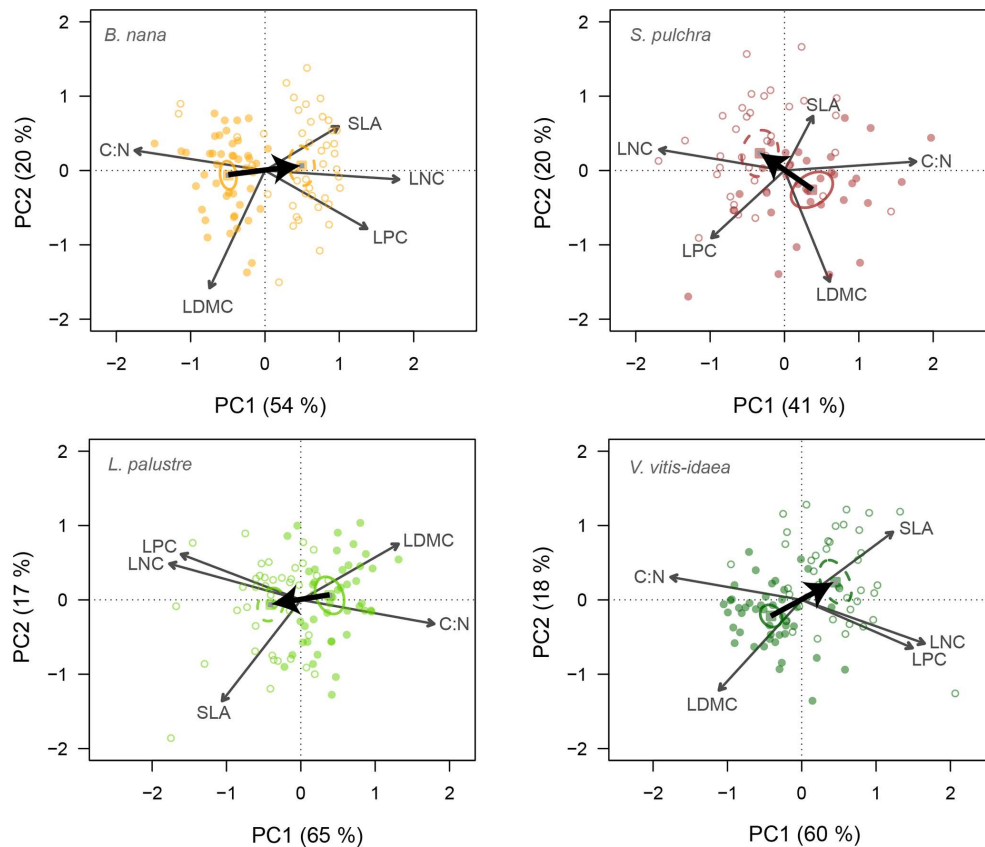 B. nana
2
1
0
−1
−2
PC2 (20 %)
C:N
SLA
LNC
LPC
LDMC
−2
−1
0
1
2
PC1 (54 %)
S. pulchra
2
1
0
−1
−2
PC2 (20 %)
SLA
LNC
C:N
LPC
LDMC
−2
−1
0
1
2
PC1 (41 %)
L. palustre
2
1
0
−1
−2
PC2 (17 %)
LPC
LNC
LDMC
C:N
SLA
−2
−1
0
1
2
PC1 (65 %)
V. vitis-idaea
2
1
0
−1
−2
PC2 (18 %)
SLA
C:N
LNC
LPC
LDMC
−2
−1
0
1
2
PC1 (60 %)